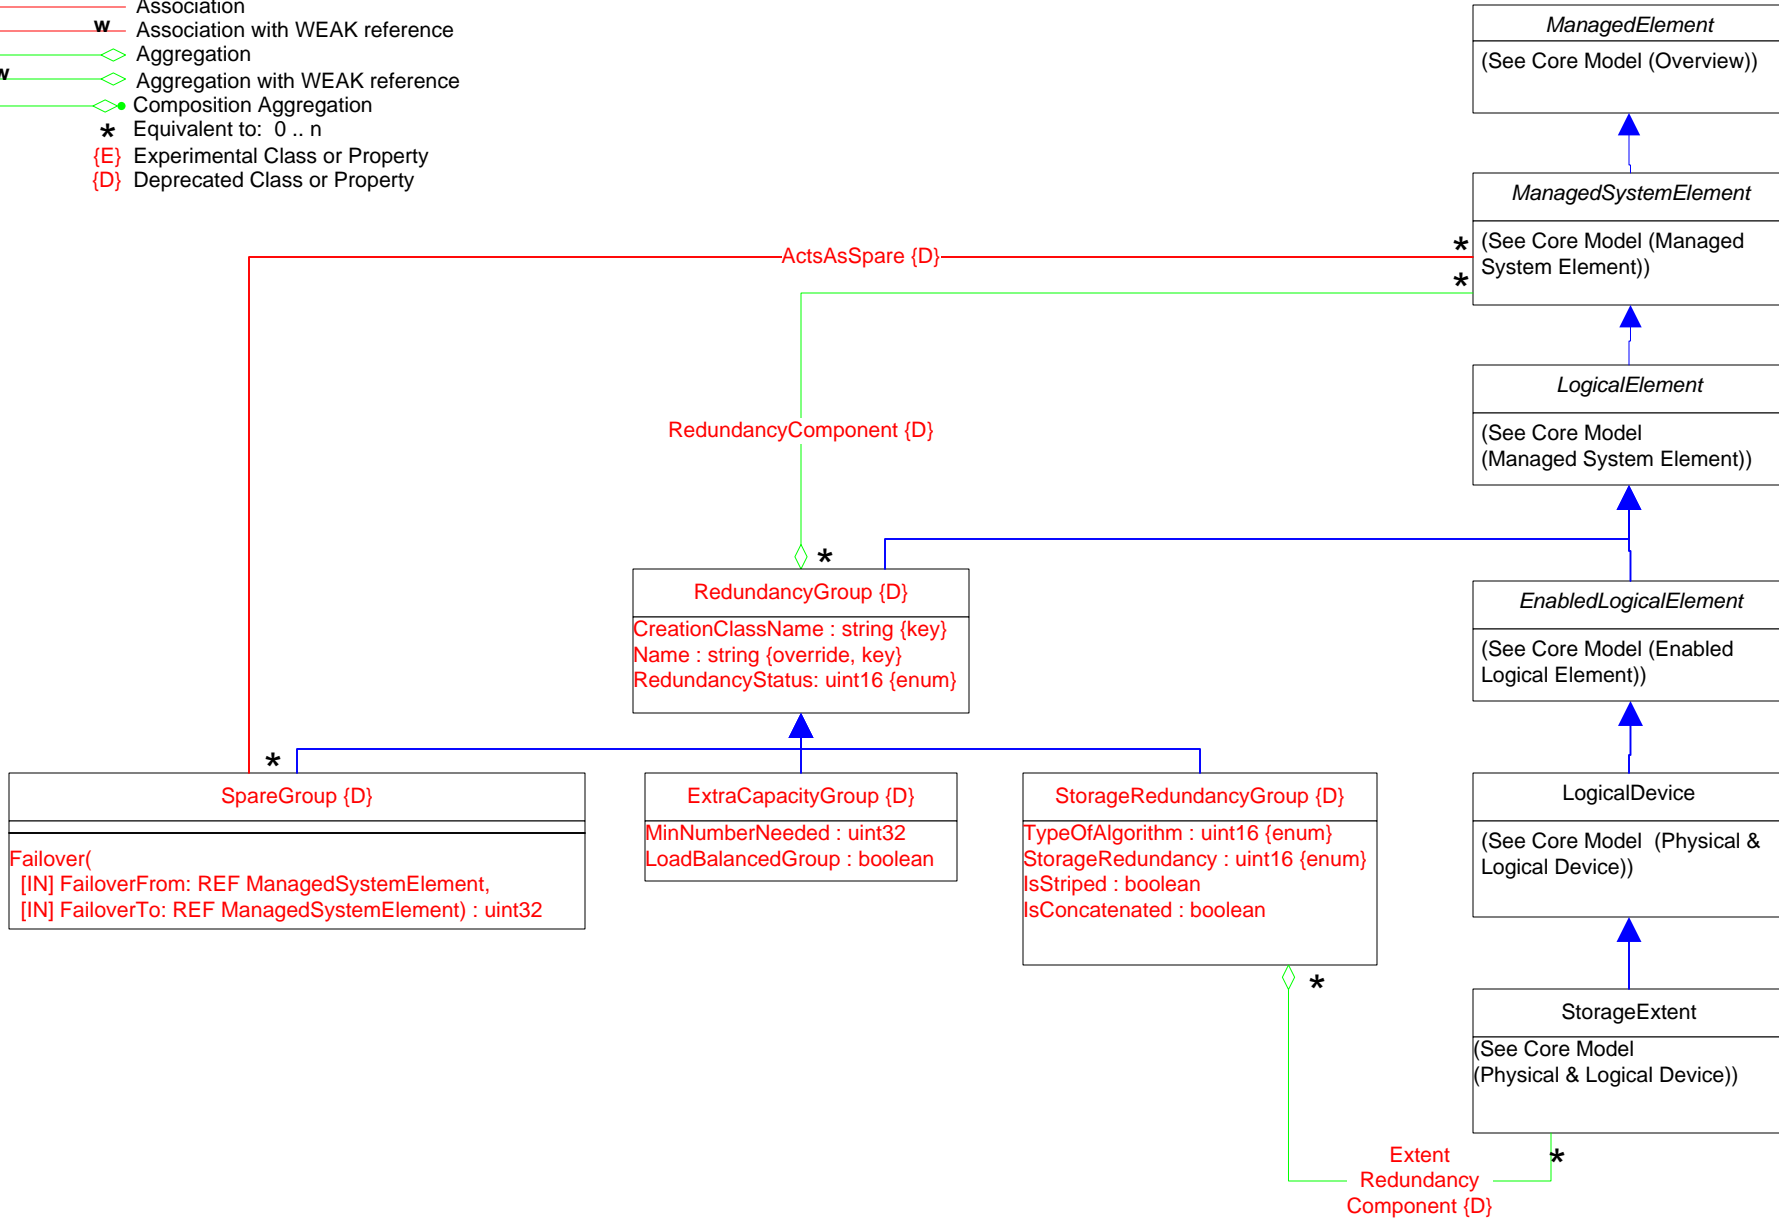 Association
w Association with WEAK reference
Aggregation
w Aggregation with WEAK reference
Composition Aggregation
* Equivalent to: 0 .. n
{E} Experimental Class or Property
{D} Deprecated Class or Property
ManagedElement
(See Core Model (Overview))
ManagedSystemElement
(See Core Model (Managed
System Element))
*
*
ActsAsSpare {D}
LogicalElement
(See Core Model
(Managed System Element))
RedundancyComponent {D}
*
RedundancyGroup {D}
CreationClassName : string {key}
Name : string {override, key}
RedundancyStatus: uint16 {enum}
EnabledLogicalElement
(See Core Model (Enabled
Logical Element))
*
SpareGroup {D}
Failover(
[IN] FailoverFrom: REF ManagedSystemElement,
[IN] FailoverTo: REF ManagedSystemElement) : uint32
ExtraCapacityGroup {D}
MinNumberNeeded : uint32
LoadBalancedGroup : boolean
StorageRedundancyGroup {D}
TypeOfAlgorithm : uint16 {enum}
StorageRedundancy : uint16 {enum}
IsStriped : boolean
IsConcatenated : boolean
*
LogicalDevice
(See Core Model (Physical &
Logical Device))
StorageExtent
(See Core Model
(Physical & Logical Device))
*
Extent
Redundancy
Component {D}